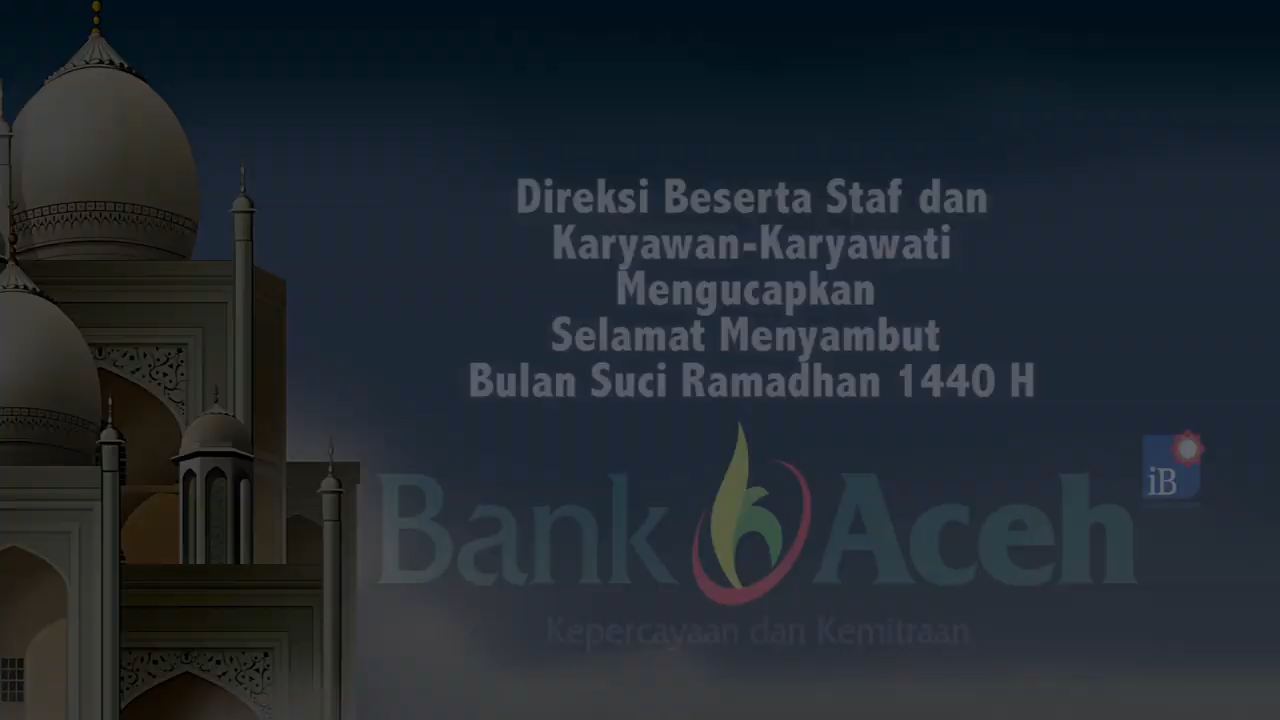 Direksi Beserta Staf dan
Karyawan-Karyawati
Mengucapkan
Selamat Menyambut
Bulan Suci Ramadhan 1440 H
Bank Aceh
iB
Kepercayaan dan Kemitraan